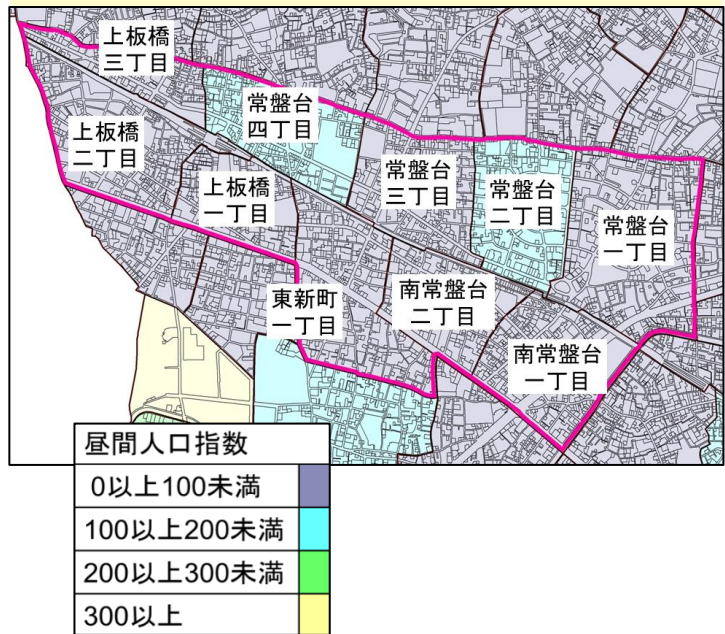 上板橋
三丁目
常盤台
四丁目
上板橋
二丁目
常盤台
三丁目
上板橋
一丁目
常盤台
二丁目
常盤台
一丁目
東新町
一丁目
南常盤台
二丁目
南常盤台
一丁目
昼間人口指数
0以上100未満
100以上200未満
200以上300未満
300以上